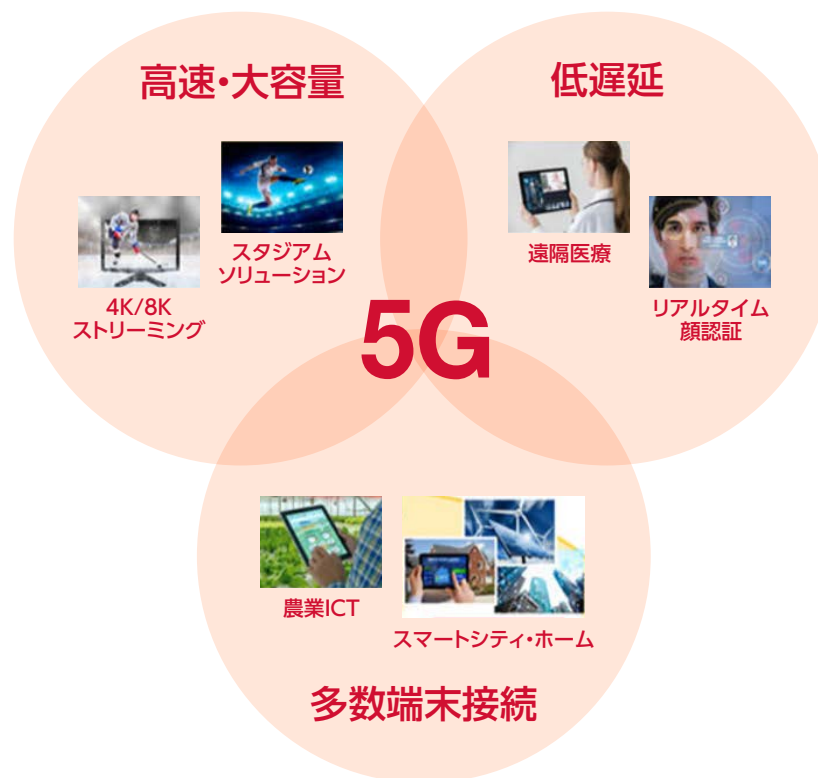 高速・大容量
低遅延
スタジアム
ソリューション
4K/8K
ストリーミング
遠隔医療
リアルタイム
顔認証
5G
農業ICT
スマートシティ・ホーム
多数端末接続